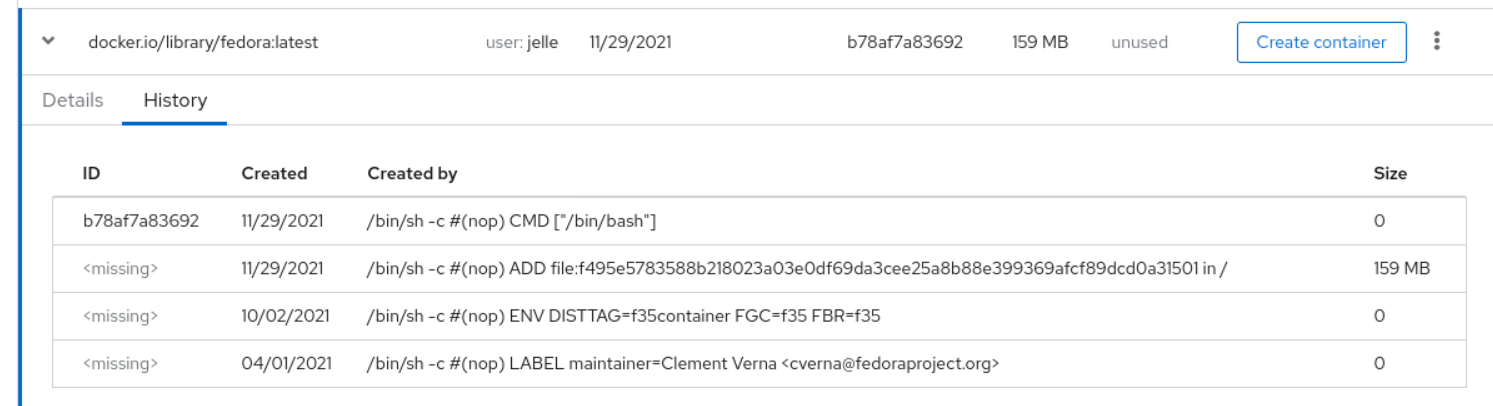 docker.io/library/fedora:latest user: jelle 11/29/2021 b78af7a83692 159 MB unused Create container
Details History
ID Created Created by Size
b78af7a83692 11/29/2021 /bin/sh -c #(nop) CMD ["/bin/bash"] 0
<missing> 11/29/2021 /bin/sh -c #(nop) ADD file:f495e5783588b218023a03e0df69da3cee25a8b88e399369afcf89dcd0a31501 in / 159 MB
<missing> 10/02/2021 /bin/sh -c #(nop) ENV DISTTAG=f35container FGC=f35 FBR=f35 0
<missing> 04/01/2021 /bin/sh -c #(nop) LABEL maintainer=Clement Verna <cverna@fedoraproject.org> 0